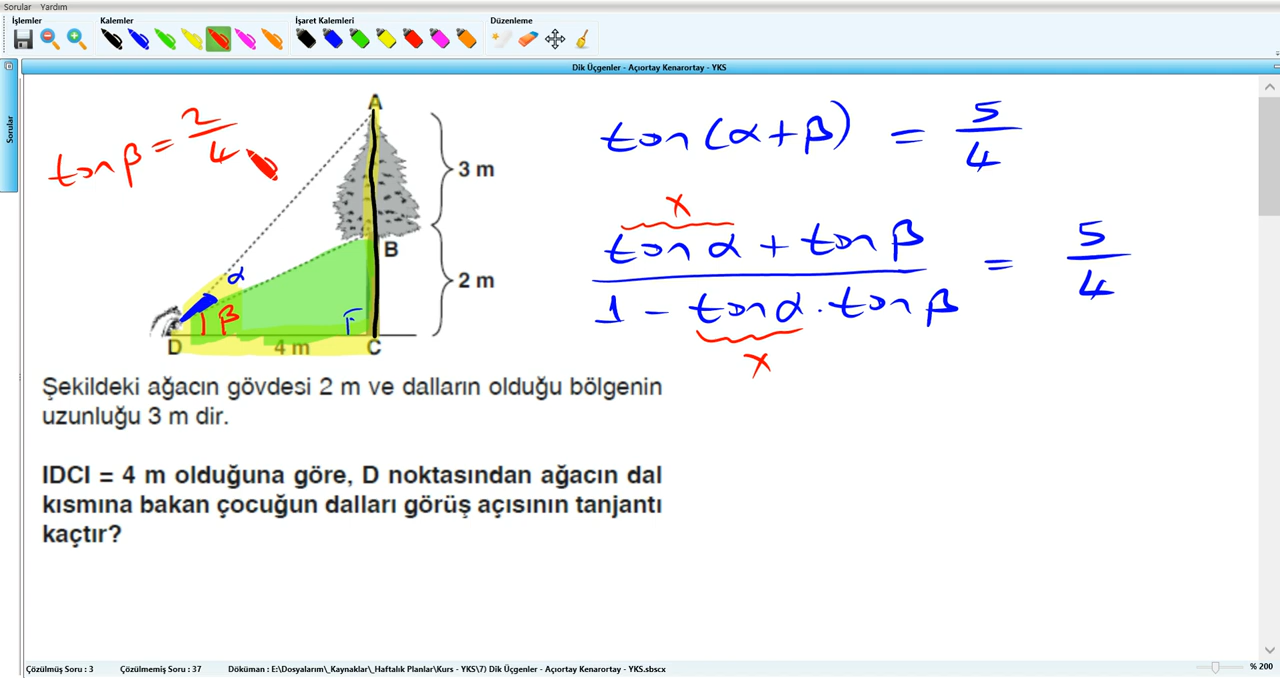 Sorular Yardım
İşlemler Kalemler İşaret Kalemleri Düzenleme
Dik Üçgenler - Açıortay Kenarortay - YKS
Sorular
tan β = 2/4
A
3 m
B
2 m
α
β
F
D 4 m C
tan (α + β) = 5/4
x
tan α + tan β / 1 - tan α . tan β = 5/4
x
Şekildeki ağacın gövdesi 2 m ve dalların olduğu bölgenin
uzunluğu 3 m dir.
IDCI = 4 m olduğuna göre, D noktasından ağacın dal
kısmına bakan çocuğun dalları görüş açısının tanjantı
kaçtır?
Çözülmüş Soru : 3 Çözülmemiş Soru : 37 Döküman : E:\Dosyalarım\_Kaynaklar\_Haftalık Planlar\Kurs - YKS\7) Dik Üçgenler - Açıortay Kenarortay - YKS.sbscx % 200